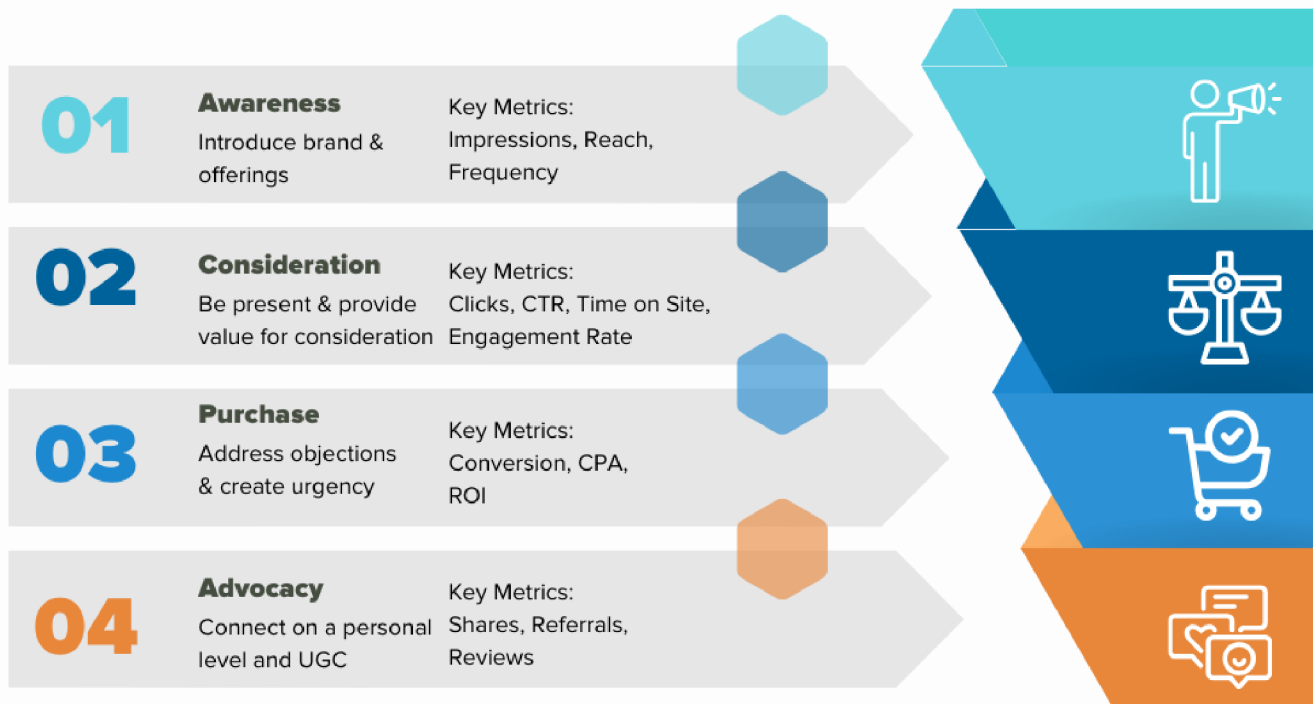 01
Awareness
Introduce brand &
offerings
Key Metrics:
Impressions, Reach,
Frequency
02
Consideration
Be present & provide
value for consideration
Key Metrics:
Clicks, CTR, Time on Site,
Engagement Rate
03
Purchase
Address objections
& create urgency
Key Metrics:
Conversion, CPA,
ROI
04
Advocacy
Connect on a personal
level and UGC
Key Metrics:
Shares, Referrals,
Reviews